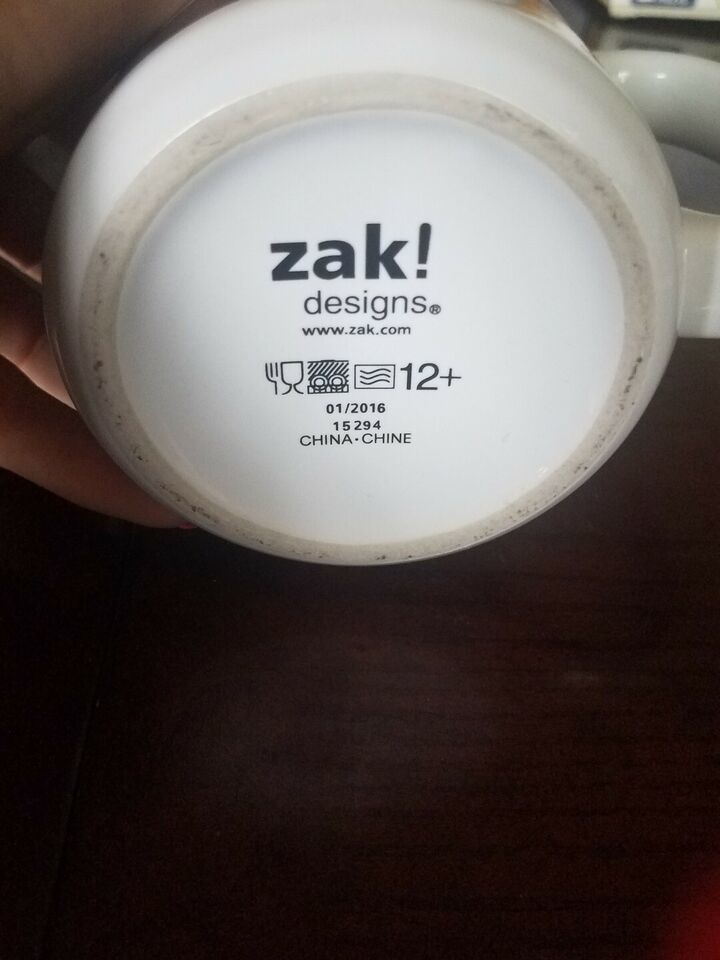 zak!
designs®
www.zak.com
12+
01/2016
15294
CHINA·CHINE